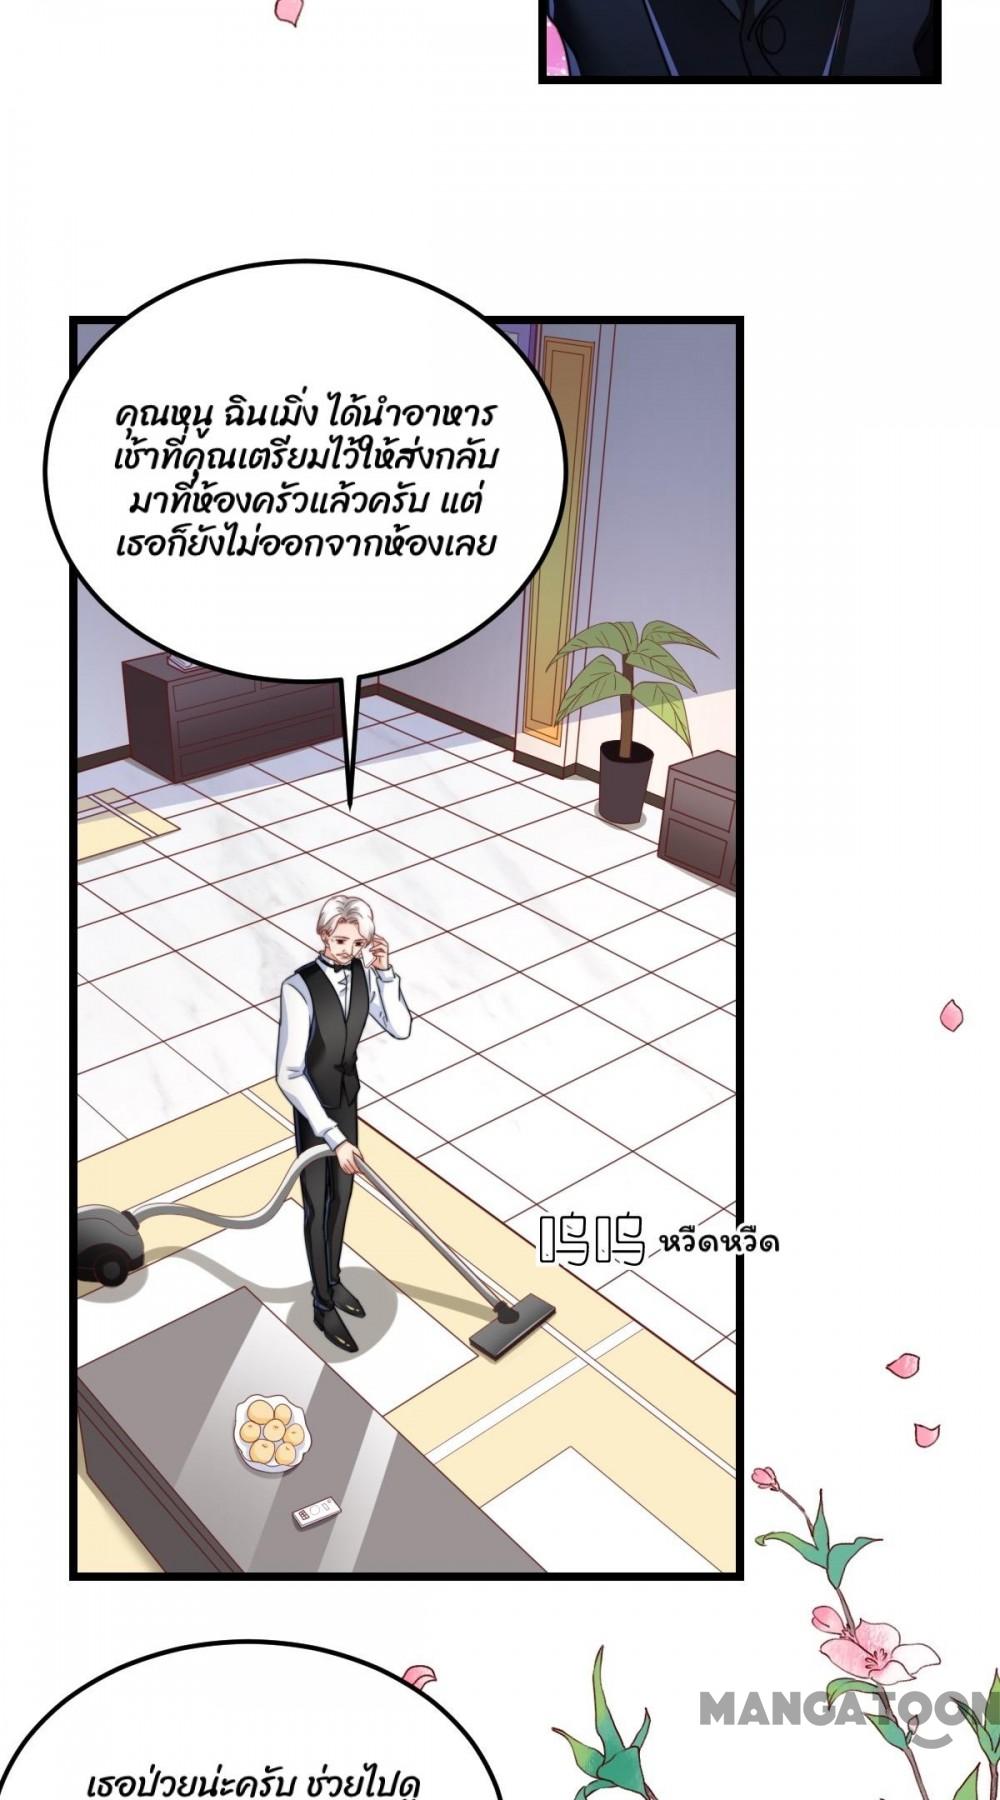 คุณหนู ฉินเมิ่ง ได้นำอาหาร
เช้าที่คุณเตรียมไว้ให้ส่งกลับ
มาที่ห้องครัวแล้วครับ แต่
เธอก็ยังไม่ออกจากห้องเลย
呜呜 หวืดหวืด
MANGATOON
เธอป่วยน่ะครับ ช่วยไปดู